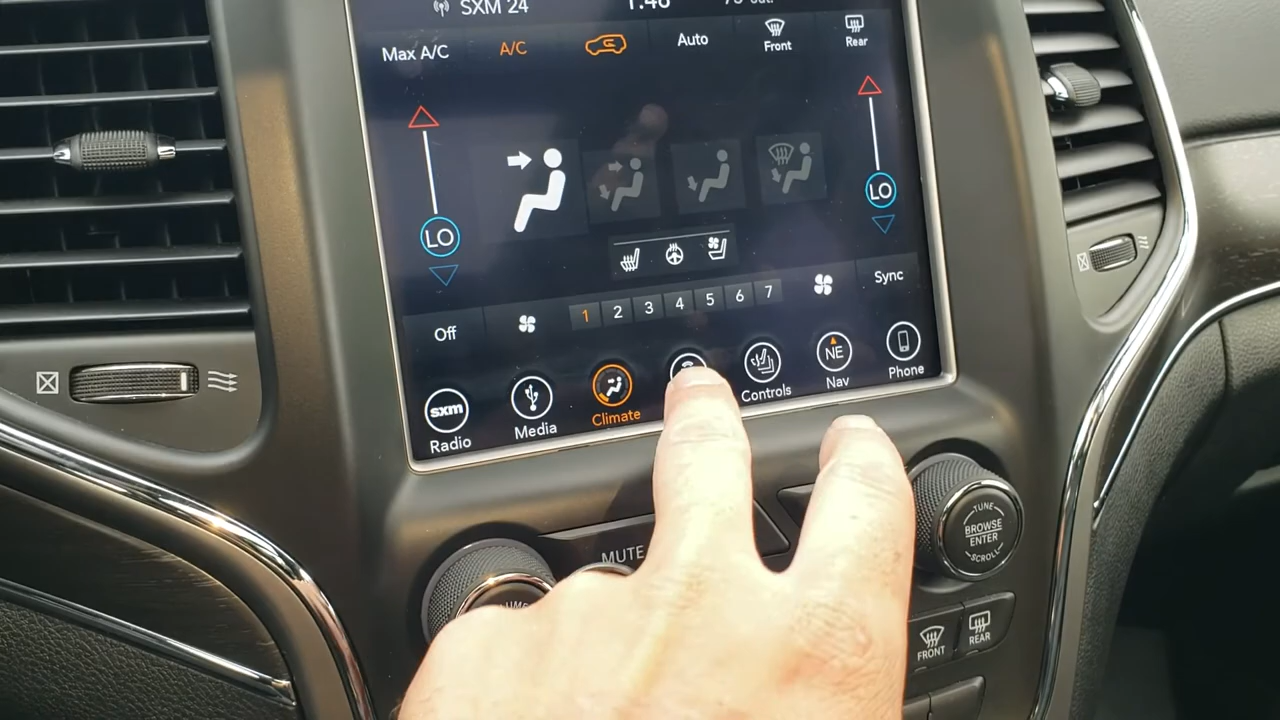 SXM 24
Max A/C
A/C
Auto
Front
Rear
LO
LO
Off
1 2 3 4 5 6 7
Sync
sxm
Radio
Media
Climate
Controls
NE
Nav
Phone
MUTE
TUNE
BROWSE
ENTER
SCROLL
FRONT
REAR